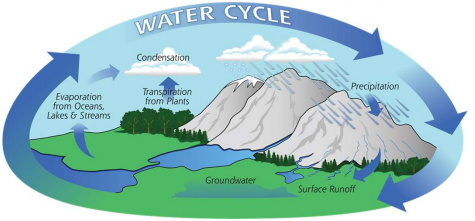 WATER CYCLE
Condensation
Evaporation
from Oceans,
Lakes & Streams
Transpiration
from Plants
Precipitation
Groundwater
Surface Runoff